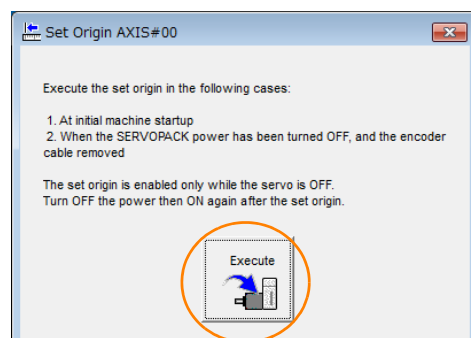 Set Origin AXIS#00
Execute the set origin in the following cases:
1. At initial machine startup
2. When the SERVOPACK power has been turned OFF, and the encoder
cable removed
The set origin is enabled only while the servo is OFF.
Turn OFF the power then ON again after the set origin.
Execute